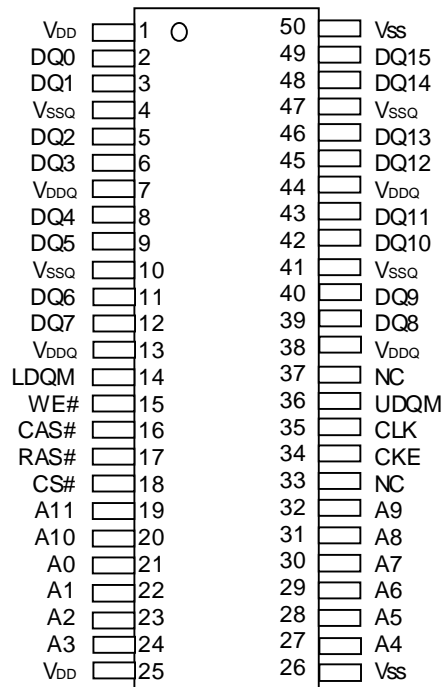 VDD 1 50 Vss
DQ0 2 49 DQ15
DQ1 3 48 DQ14
VSSQ 4 47 VSSQ
DQ2 5 46 DQ13
DQ3 6 45 DQ12
VDDQ 7 44 VDDQ
DQ4 8 43 DQ11
DQ5 9 42 DQ10
VSSQ 10 41 VSSQ
DQ6 11 40 DQ9
DQ7 12 39 DQ8
VDDQ 13 38 VDDQ
LDQM 14 37 NC
WE# 15 36 UDQM
CAS# 16 35 CLK
RAS# 17 34 CKE
CS# 18 33 NC
A11 19 32 A9
A10 20 31 A8
A0 21 30 A7
A1 22 29 A6
A2 23 28 A5
A3 24 27 A4
VDD 25 26 Vss